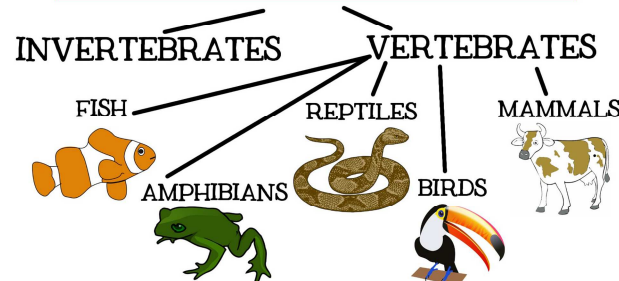 INVERTEBRATES VERTEBRATES
FISH REPTILES MAMMALS
AMPHIBIANS BIRDS